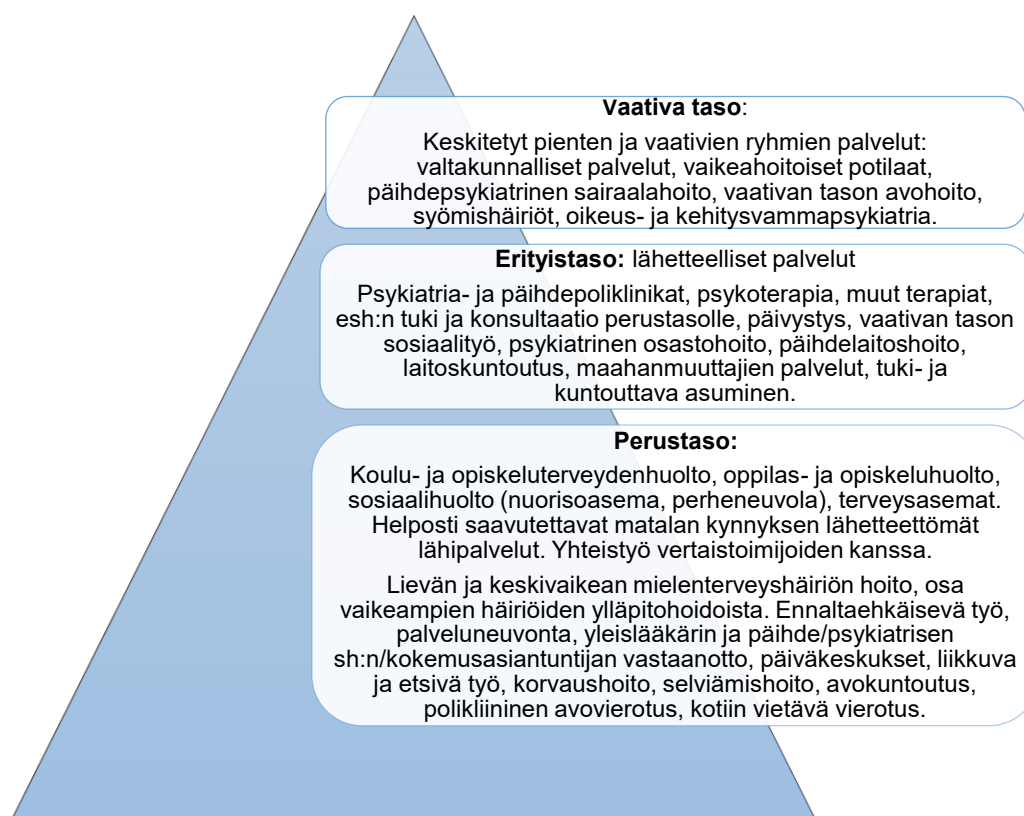 Vaativa taso:
Keskitetyt pienten ja vaativien ryhmien palvelut:
valtakunnalliset palvelut, vaikeahoitoiset potilaat,
päihdepsykiatrinen sairaalahoito, vaativan tason avohoito,
syömishäiriöt, oikeus- ja kehitysvammapsykiatria.
Erityistaso: lähetteelliset palvelut
Psykiatria- ja päihdepoliklinikat, psykoterapia, muut terapiat,
esh:n tuki ja konsultaatio perustasolle, päivystys, vaativan tason
sosiaalityö, psykiatrinen osastohoito, päihdelaitoshoito,
laitoskuntoutus, maahanmuuttajien palvelut, tuki- ja
kuntouttava asuminen.
Perustaso:
Koulu- ja opiskeluterveydenhuolto, oppilas- ja opiskeluhuolto,
sosiaalihuolto (nuorisoasema, perheneuvola), terveysasemat.
Helposti saavutettavat matalan kynnyksen lähetteettömät
lähipalvelut. Yhteistyö vertaistoimijoiden kanssa.
Lievän ja keskivaikean mielenterveyshäiriön hoito, osa
vaikeampien häiriöiden ylläpitohoidoista. Ennaltaehkäisevä työ,
palveluneuvonta, yleislääkärin ja päihde/psykiatrisen
sh:n/kokemusasiantuntijan vastaanotto, päiväkeskukset, liikkuva
ja etsivä työ, korvaushoito, selviämishoito, avokuntoutus,
polikliininen avovierotus, kotiin vietävä vierotus.